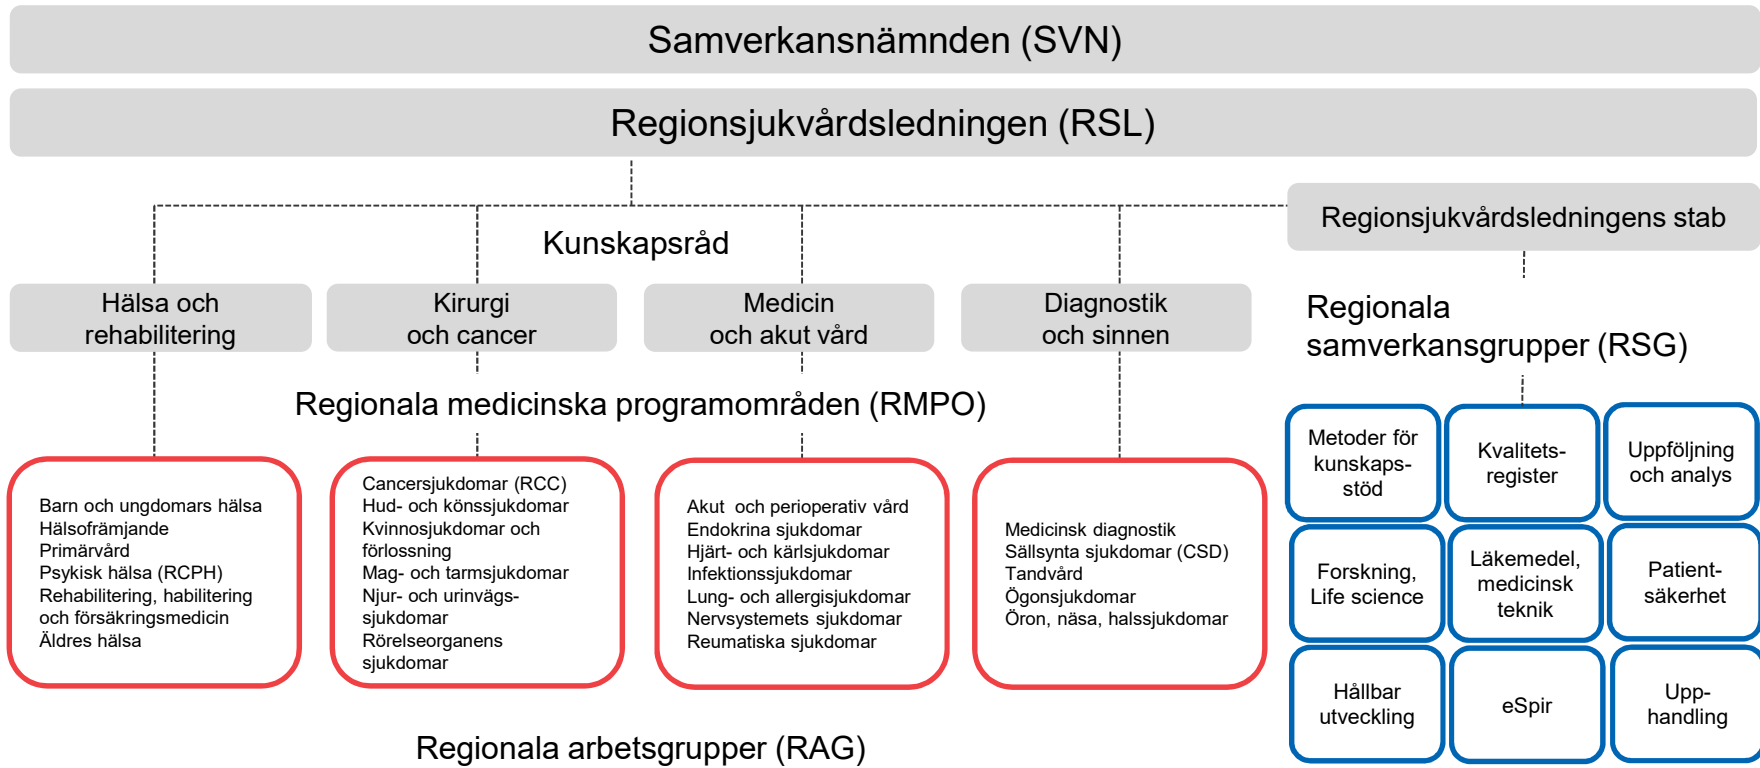 Samverkansnämnden (SVN)
Regionsjukvårdsledningen (RSL)
Regionsjukvårdsledningens stab
Kunskapsråd
Hälsa och
rehabilitering
Kirurgi
och cancer
Medicin
och akut vård
Diagnostik
och sinnen
Regionala
samverkansgrupper (RSG)
Regionala medicinska programområden (RMPO)
Barn och ungdomars hälsa
Hälsofrämjande
Primärvård
Psykisk hälsa (RCPH)
Rehabilitering, habilitering
och försäkringsmedicin
Äldres hälsa
Cancersjukdomar (RCC)
Hud- och könssjukdomar
Kvinnosjukdomar och
förlossning
Mag- och tarmsjukdomar
Njur- och urinvägs-
sjukdomar
Rörelseorganens
sjukdomar
Akut  och perioperativ vård
Endokrina sjukdomar
Hjärt- och kärlsjukdomar
Infektionssjukdomar
Lung- och allergisjukdomar
Nervsystemets sjukdomar
Reumatiska sjukdomar
Medicinsk diagnostik
Sällsynta sjukdomar (CSD)
Tandvård
Ögonsjukdomar
Öron, näsa, halssjukdomar
Metoder för
kunskaps-
stöd
Kvalitets-
register
Uppföljning
och analys
Forskning,
Life science
Läkemedel,
medicinsk
teknik
Patient-
säkerhet
Hållbar
utveckling
eSpir
Upp-
handling
Regionala arbetsgrupper (RAG)